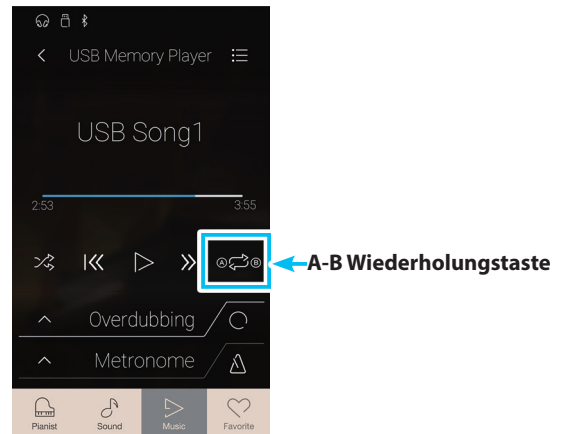 USB Memory Player
USB Song1
2:53
3:55
A B
A-B Wiederholungstaste
Overdubbing
Metronome
Pianist Sound Music Favorite